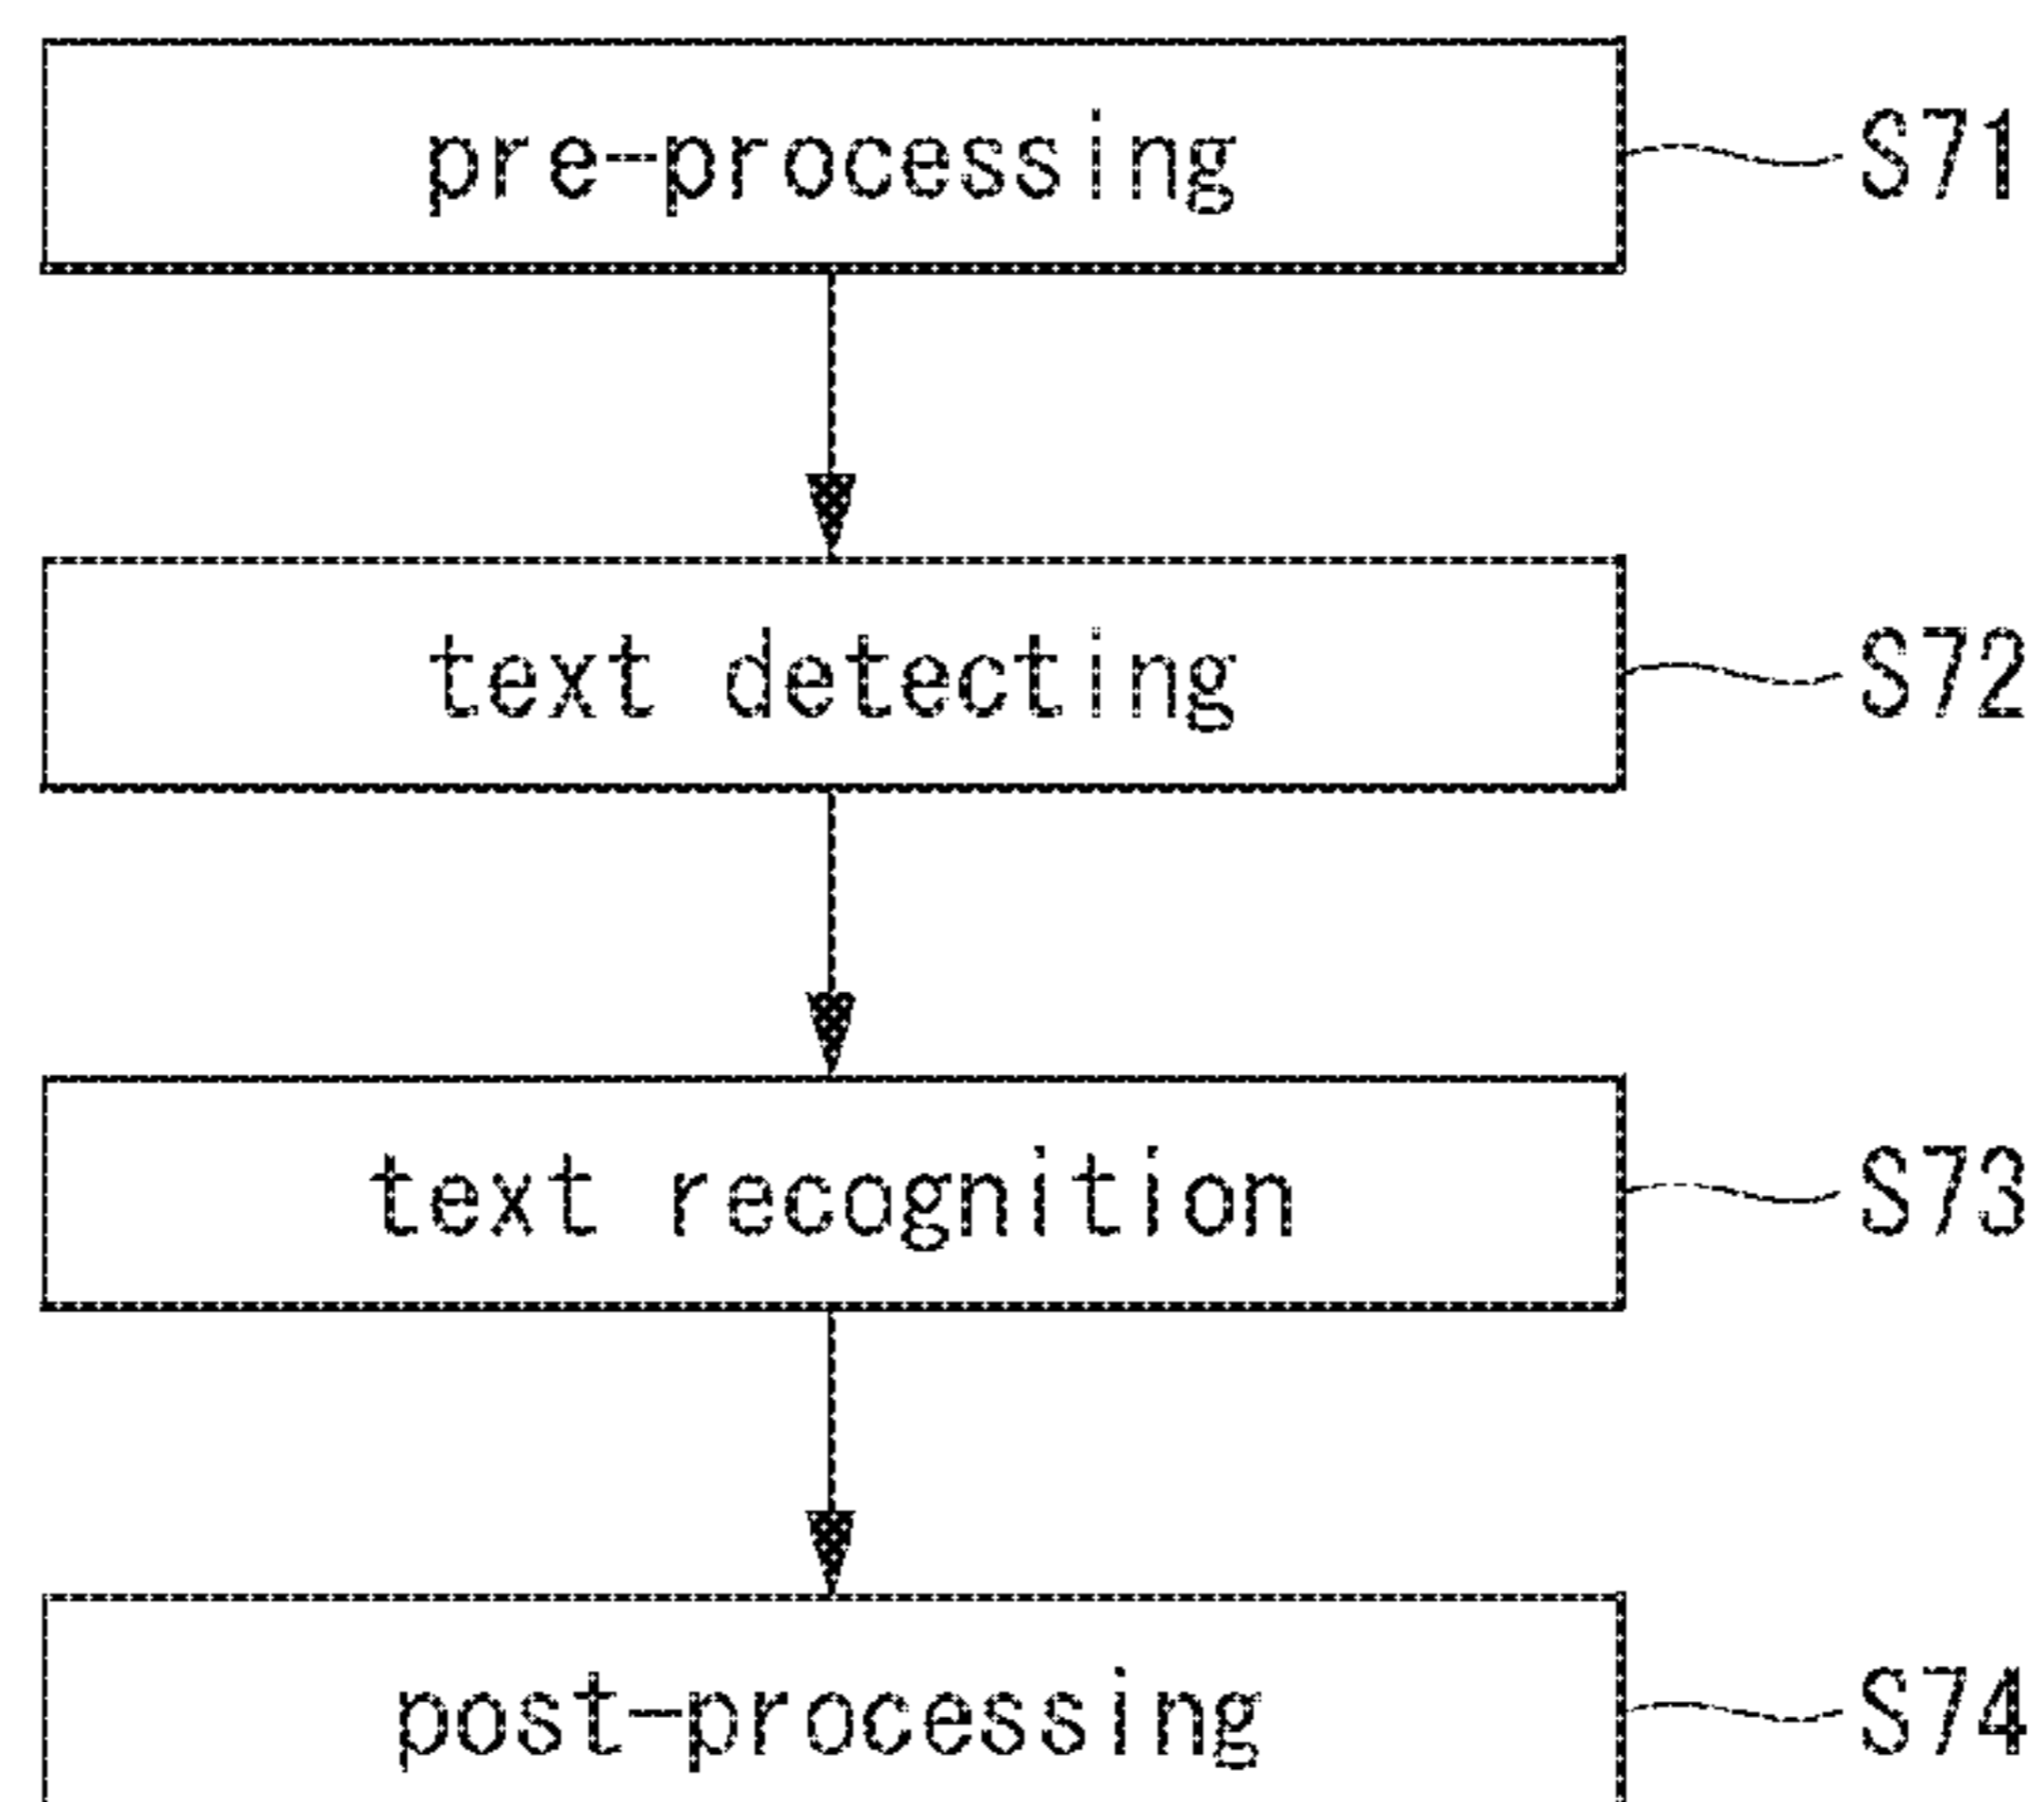 pre-processing S71
text detecting S72
text recognition S73
post-processing S74